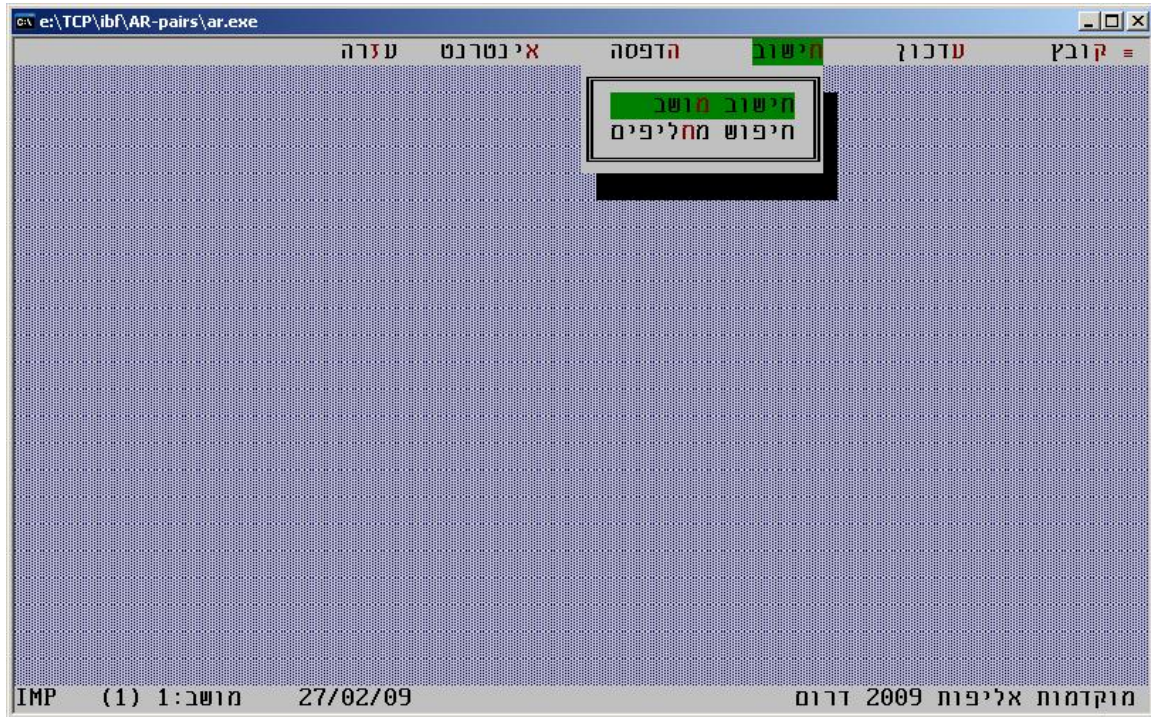 e:\TCP\ibf\AR-pairs\ar.exe
≡ קובץ עדכון חישוב הדפסה אינטרנט עזרה
חישוב מושב
חיפוש מחליפים
מוקדמות אליפות 2009 דרום 27/02/09 מושב:1 (1) IMP